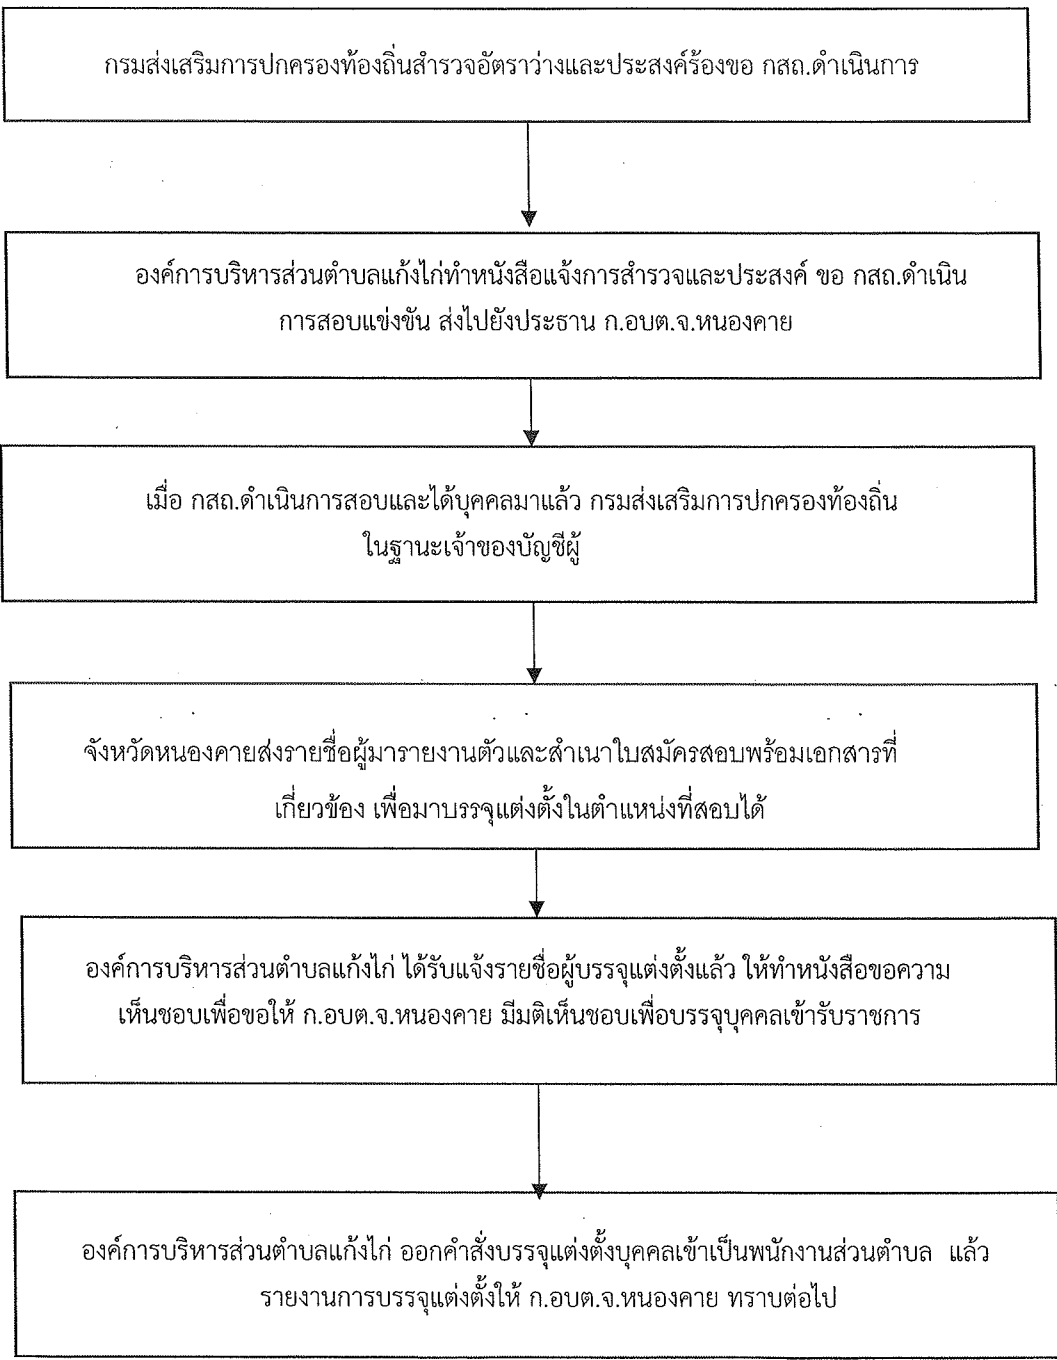 กรมส่งเสริมการปกครองท้องถิ่นสำรวจอัตราว่างและประสงค์ร้องขอ กสถ.ดำเนินการ
องค์การบริหารส่วนตำบลแก้งไก่ทำหนังสือแจ้งการสำรวจและประสงค์ ขอ กสถ.ดำเนิน
การสอบแข่งขัน ส่งไปยังประธาน ก.อบต.จ.หนองคาย
เมื่อ กสถ.ดำเนินการสอบและได้บุคคลมาแล้ว กรมส่งเสริมการปกครองท้องถิ่น
ในฐานะเจ้าของบัญชีผู้
จังหวัดหนองคายส่งรายชื่อผู้มารายงานตัวและสำเนาใบสมัครสอบพร้อมเอกสารที่
เกี่ยวข้อง เพื่อมาบรรจุแต่งตั้งในตำแหน่งที่สอบได้
องค์การบริหารส่วนตำบลแก้งไก่ ได้รับแจ้งรายชื่อผู้บรรจุแต่งตั้งแล้ว ให้ทำหนังสือขอความ
เห็นชอบเพื่อขอให้ ก.อบต.จ.หนองคาย มีมติเห็นชอบเพื่อบรรจุบุคคลเข้ารับราชการ
องค์การบริหารส่วนตำบลแก้งไก่ ออกคำสั่งบรรจุแต่งตั้งบุคคลเข้าเป็นพนักงานส่วนตำบล แล้ว
รายงานการบรรจุแต่งตั้งให้ ก.อบต.จ.หนองคาย ทราบต่อไป